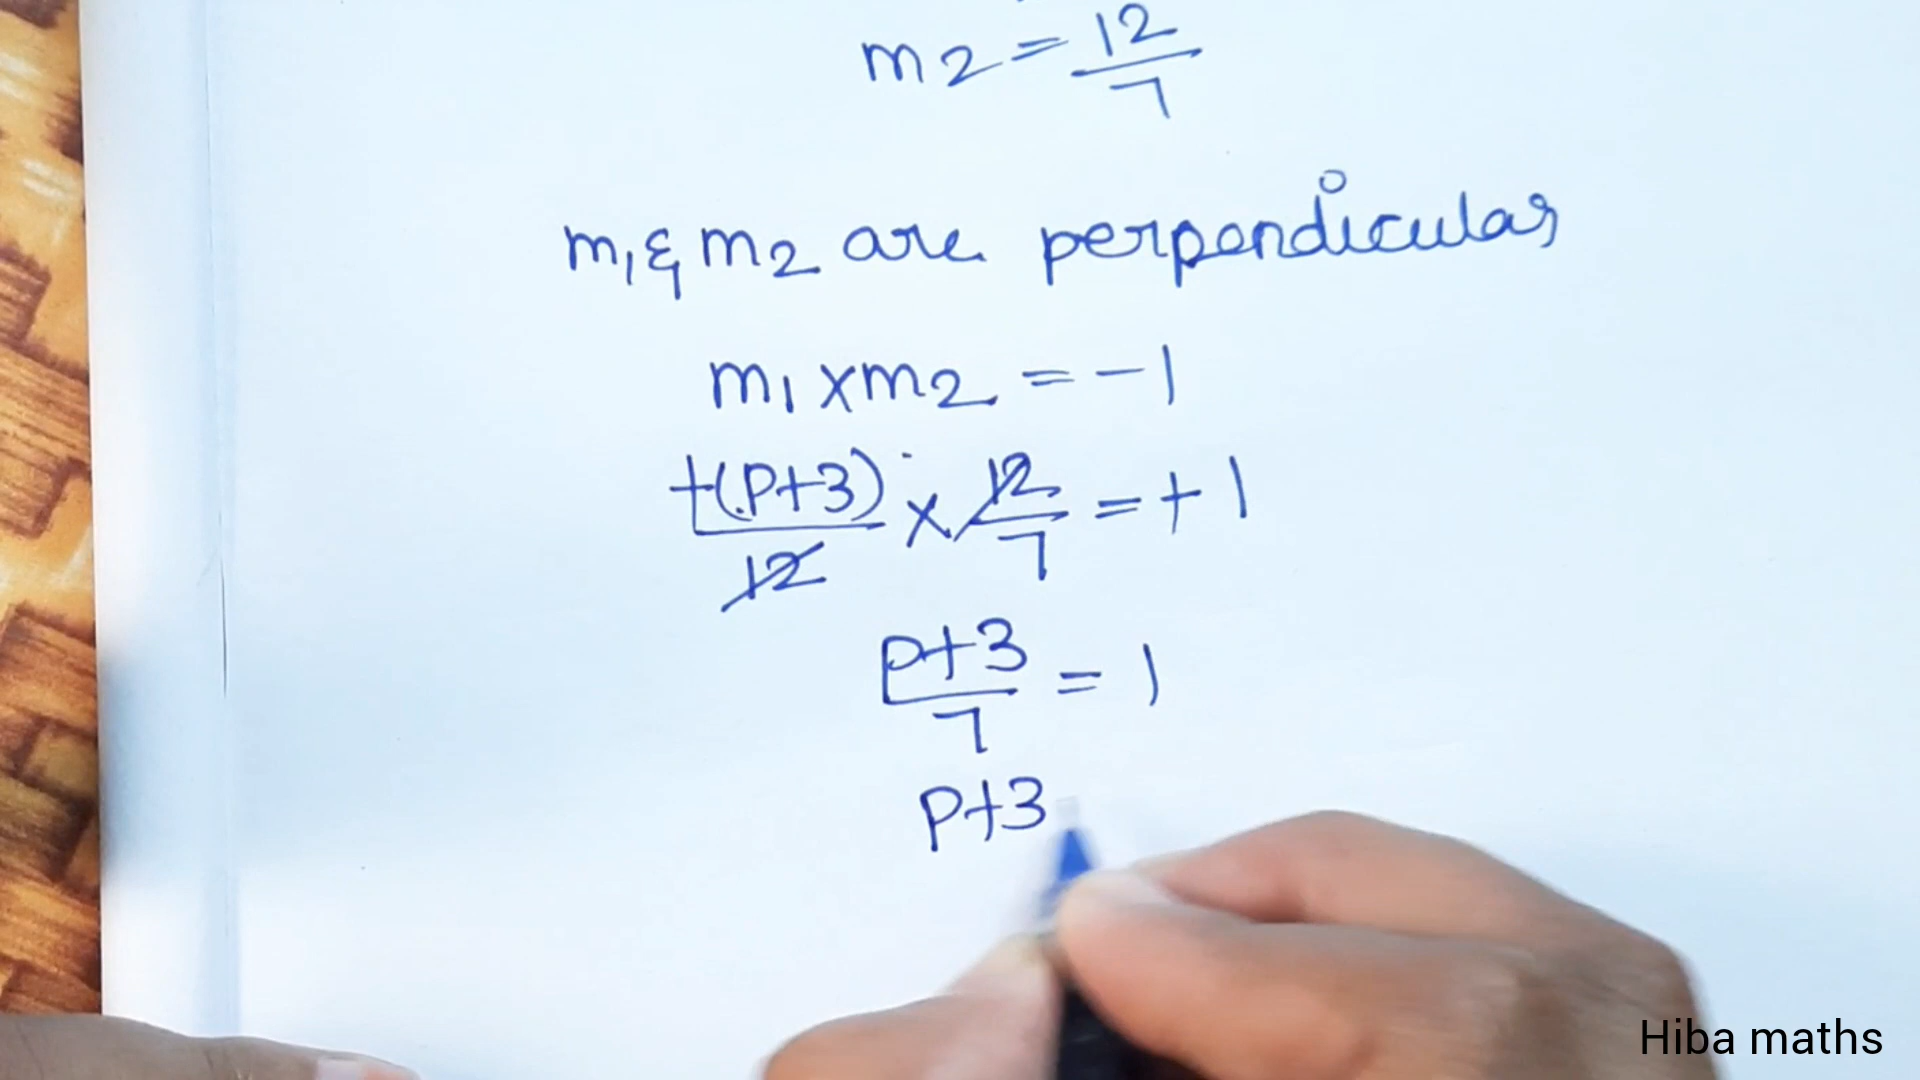 m2 = 12/7
m1 & m2 are perpendicular
m1 × m2 = -1
+(P+3)/12 × 12/7 = +1
P+3/7 = 1
P+3
Hiba maths